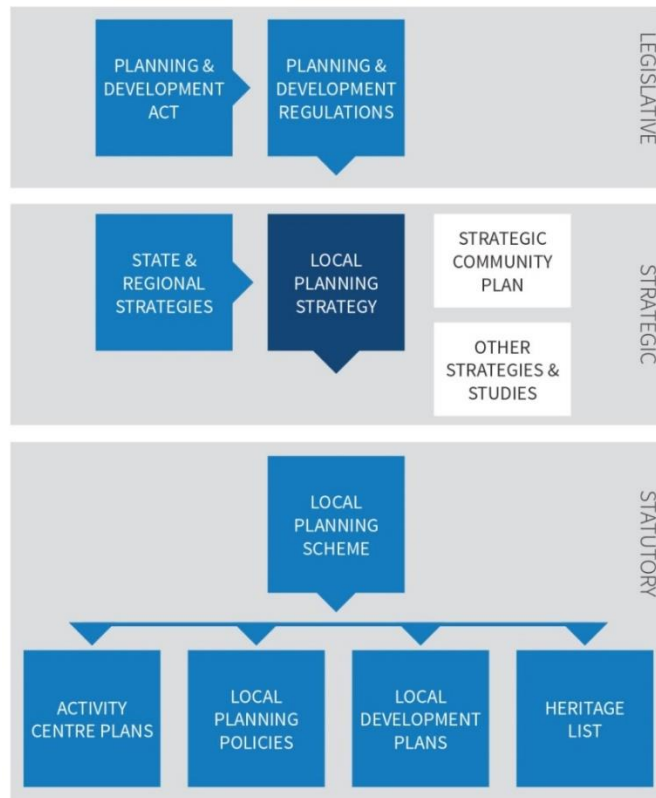 PLANNING &
DEVELOPMENT
ACT
PLANNING &
DEVELOPMENT
REGULATIONS
LEGISLATIVE
STATE &
REGIONAL
STRATEGIES
LOCAL
PLANNING
STRATEGY
STRATEGIC
COMMUNITY
PLAN
OTHER
STRATEGIES &
STUDIES
STRATEGIC
LOCAL
PLANNING
SCHEME
STATUTORY
ACTIVITY
CENTRE PLANS
LOCAL
PLANNING
POLICIES
LOCAL
DEVELOPMENT
PLANS
HERITAGE
LIST